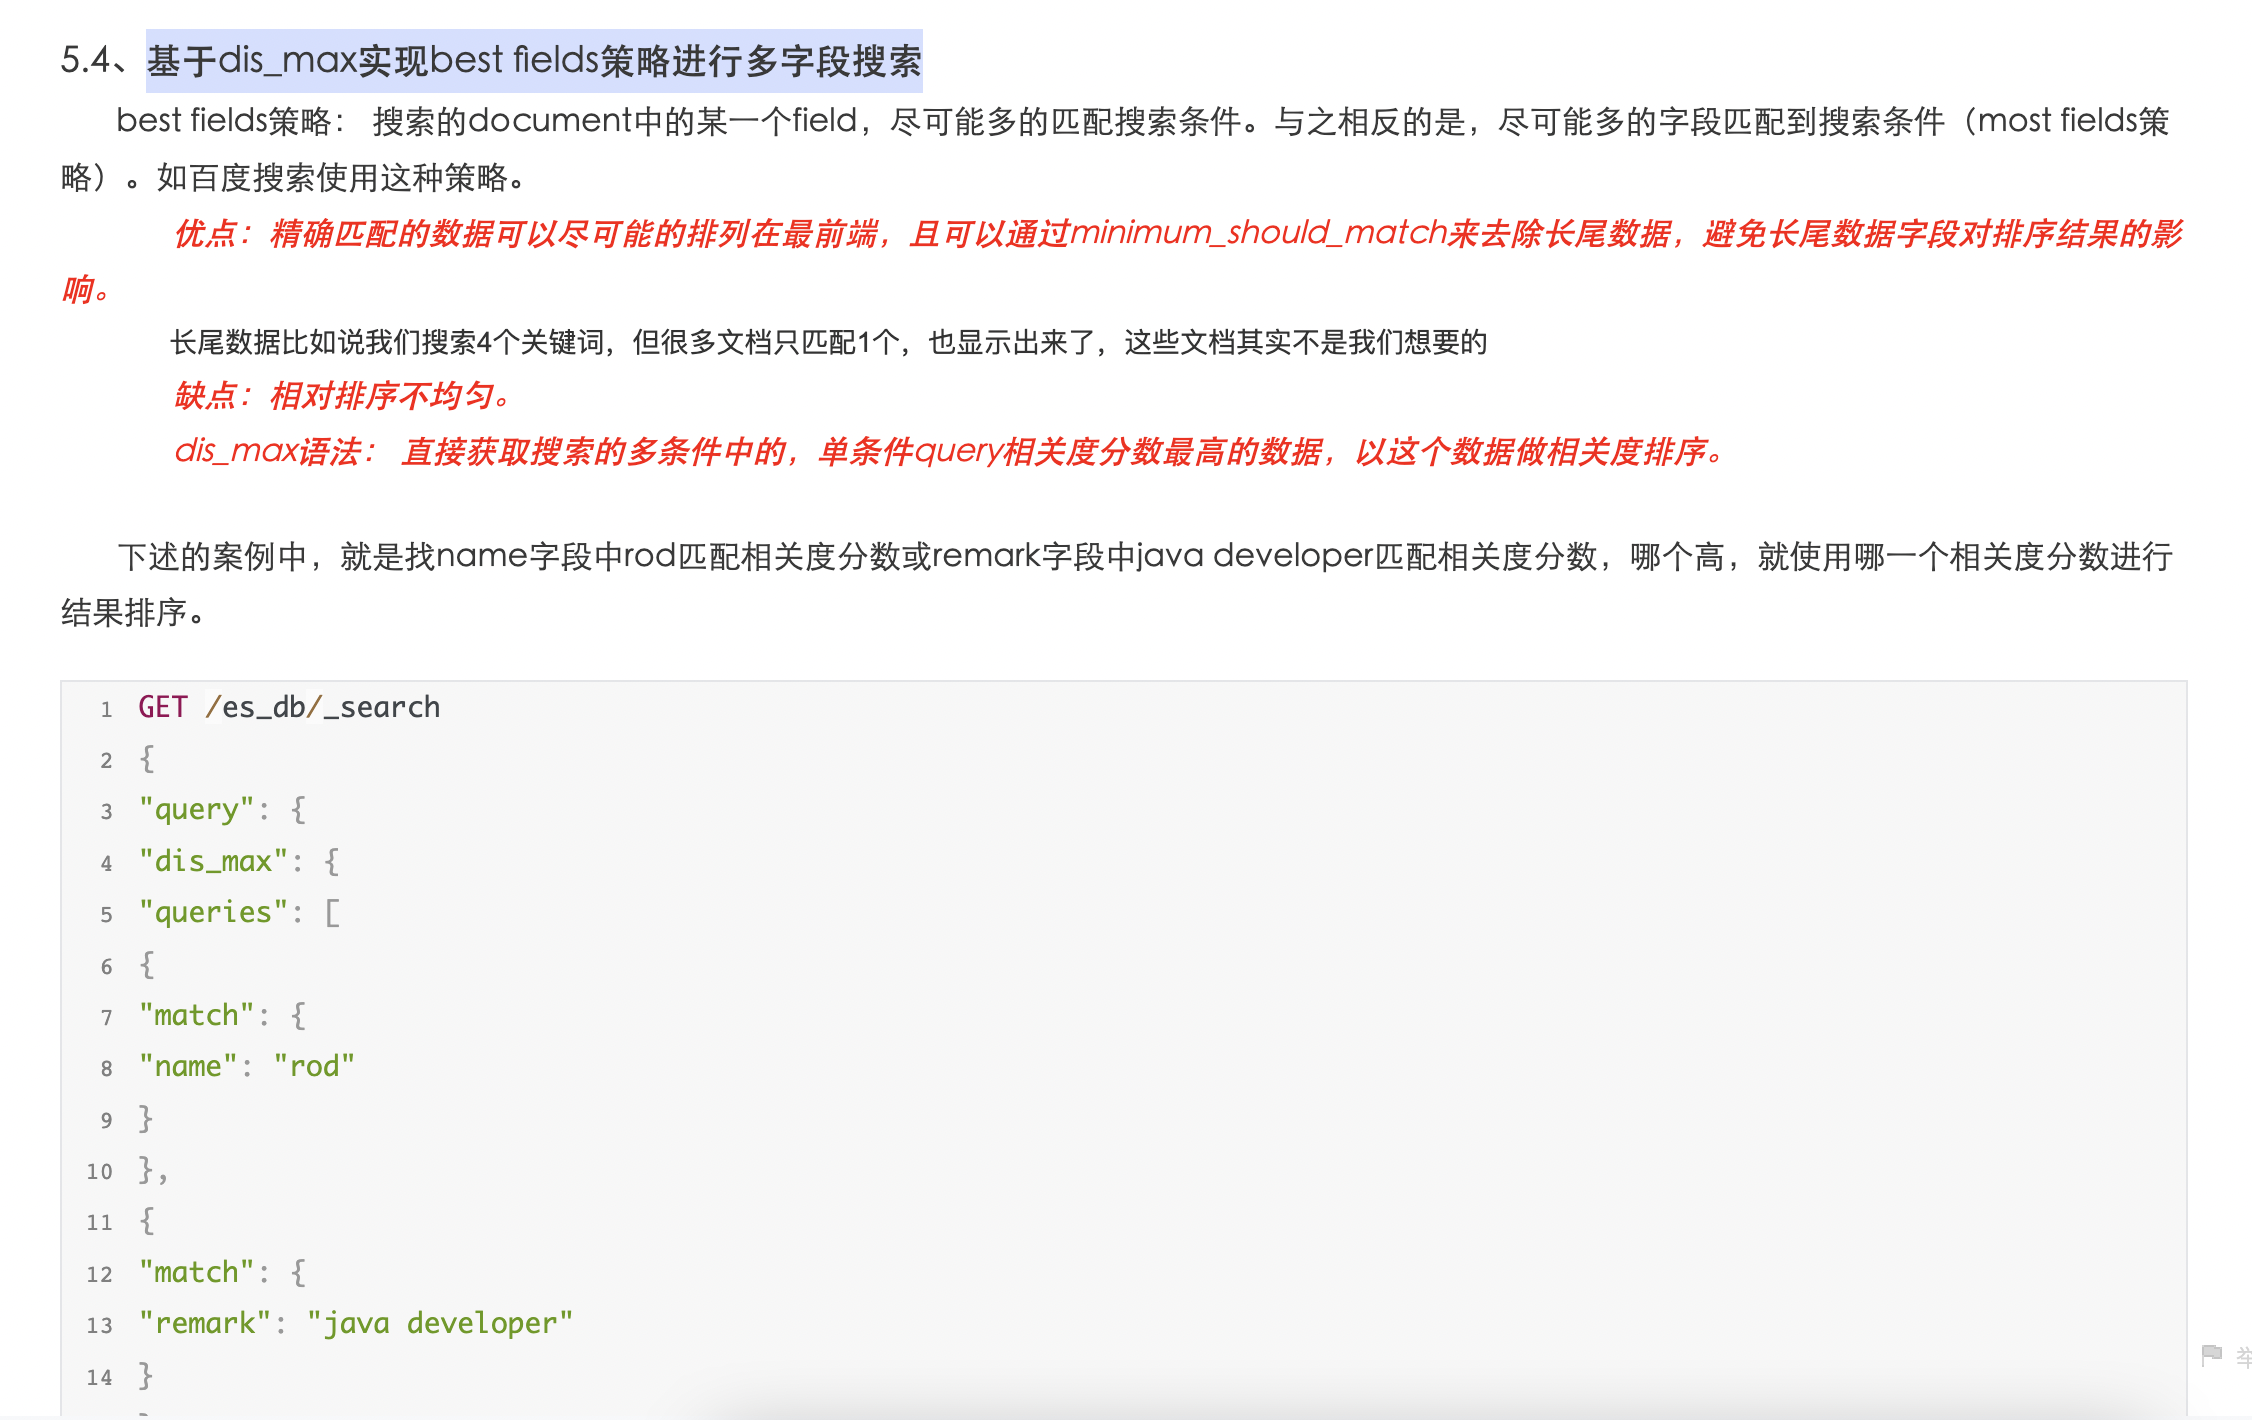 5.4、基于dis_max实现best fields策略进行多字段搜索
best fields策略： 搜索的document中的某一个field，尽可能多的匹配搜索条件。与之相反的是，尽可能多的字段匹配到搜索条件（most fields策
略）。如百度搜索使用这种策略。
优点：精确匹配的数据可以尽可能的排列在最前端，且可以通过minimum_should_match来去除长尾数据，避免长尾数据字段对排序结果的影
响。
长尾数据比如说我们搜索4个关键词，但很多文档只匹配1个，也显示出来了，这些文档其实不是我们想要的
缺点：相对排序不均匀。
dis_max语法： 直接获取搜索的多条件中的，单条件query相关度分数最高的数据，以这个数据做相关度排序。
下述的案例中，就是找name字段中rod匹配相关度分数或remark字段中java developer匹配相关度分数，哪个高，就使用哪一个相关度分数进行
结果排序。
1 GET /es_db/_search
2 {
3 "query": {
4 "dis_max": {
5 "queries": [
6 {
7 "match": {
8 "name": "rod"
9 }
10 },
11 {
12 "match": {
13 "remark": "java developer"
14 }